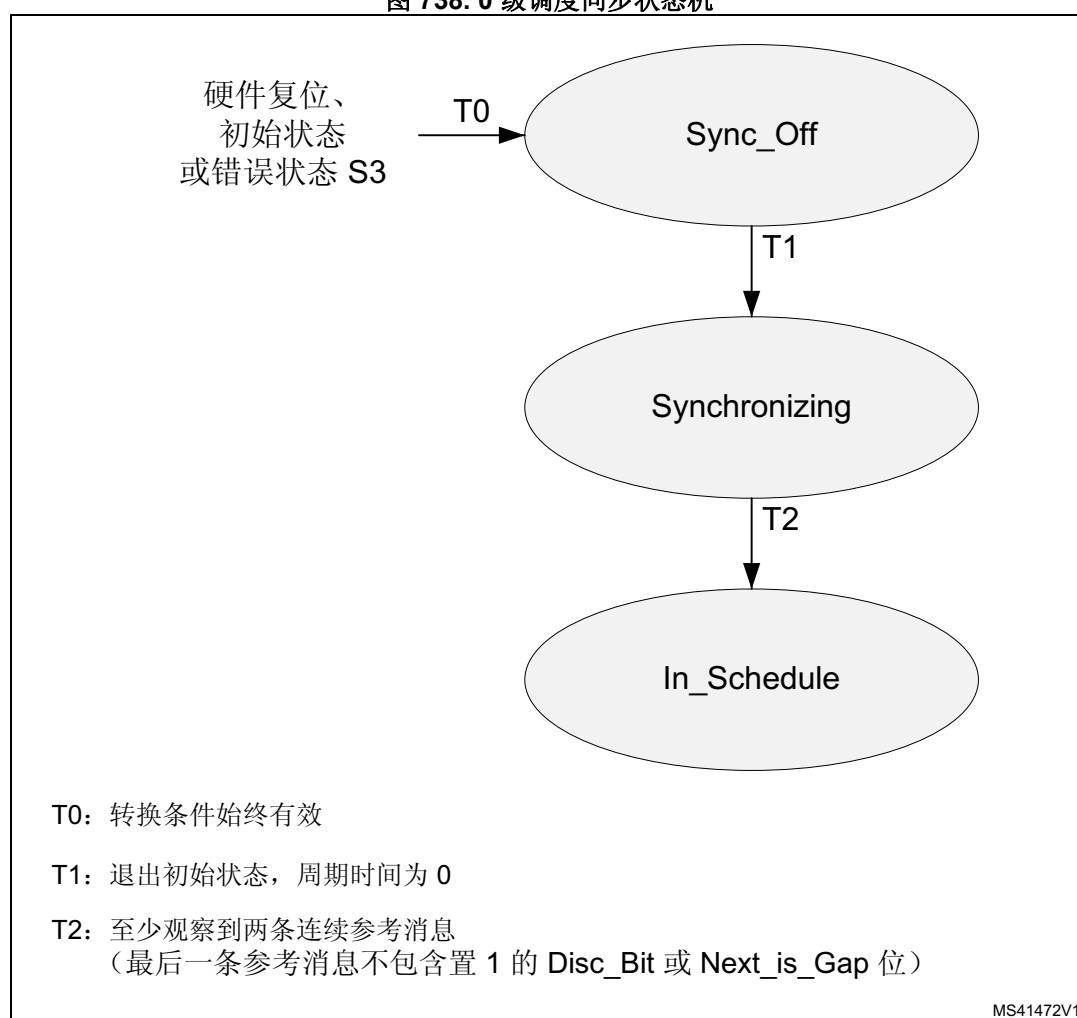 图 738. 0 级调度同步状态机
硬件复位、
初始状态
或错误状态 S3
T0
Sync_Off
T1
Synchronizing
T2
In_Schedule
T0：转换条件始终有效
T1：退出初始状态，周期时间为 0
T2：至少观察到两条连续参考消息
（最后一条参考消息不包含置 1 的 Disc_Bit 或 Next_is_Gap 位）
MS41472V1